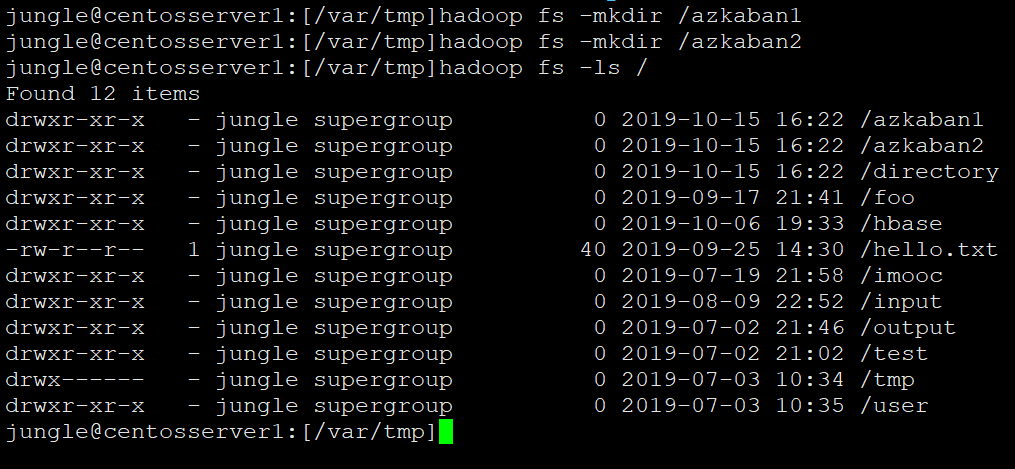 jungle@centosserver1:[/var/tmp]hadoop fs -mkdir /azkaban1
jungle@centosserver1:[/var/tmp]hadoop fs -mkdir /azkaban2
jungle@centosserver1:[/var/tmp]hadoop fs -ls /
Found 12 items
drwxr-xr-x   - jungle supergroup          0 2019-10-15 16:22 /azkaban1
drwxr-xr-x   - jungle supergroup          0 2019-10-15 16:22 /azkaban2
drwxr-xr-x   - jungle supergroup          0 2019-10-15 16:22 /directory
drwxr-xr-x   - jungle supergroup          0 2019-09-17 21:41 /foo
drwxr-xr-x   - jungle supergroup          0 2019-10-06 19:33 /hbase
-rw-r--r--   1 jungle supergroup         40 2019-09-25 14:30 /hello.txt
drwxr-xr-x   - jungle supergroup          0 2019-07-19 21:58 /imooc
drwxr-xr-x   - jungle supergroup          0 2019-08-09 22:52 /input
drwxr-xr-x   - jungle supergroup          0 2019-07-02 21:46 /output
drwxr-xr-x   - jungle supergroup          0 2019-07-02 21:02 /test
drwx------   - jungle supergroup          0 2019-07-03 10:34 /tmp
drwxr-xr-x   - jungle supergroup          0 2019-07-03 10:35 /user
jungle@centosserver1:[/var/tmp]